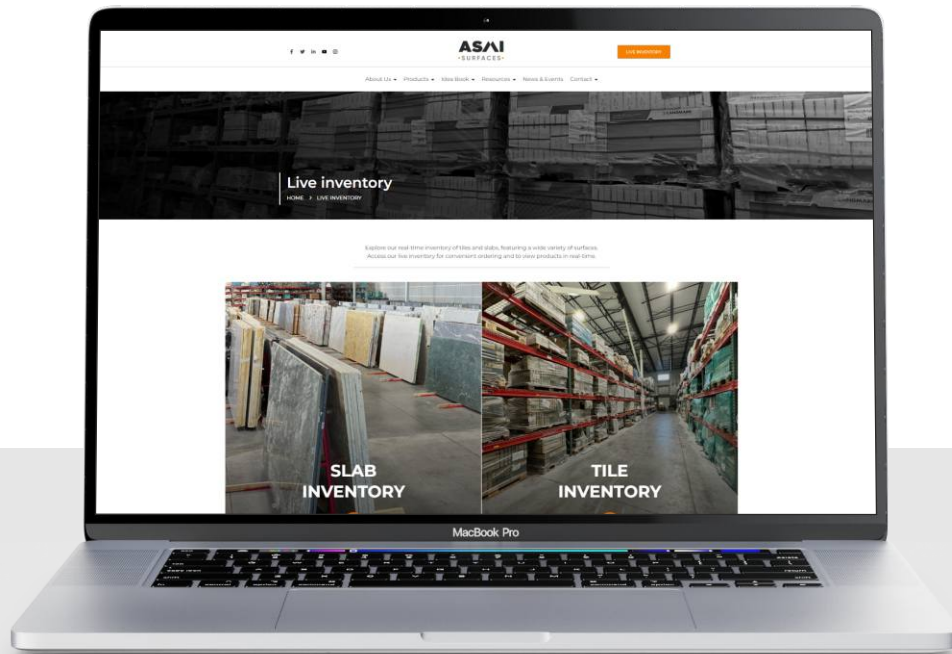 ASMI
•SURFACES•
LIVE INVENTORY
About Us Products Idea Book Resources News & Events Contact
Live inventory
HOME > LIVE INVENTORY
Explore our real-time inventory of tiles and slabs, featuring a wide variety of surfaces.
Access our live inventory for convenient ordering and to view products in real-time.
SLAB
INVENTORY
TILE
INVENTORY
MacBook Pro